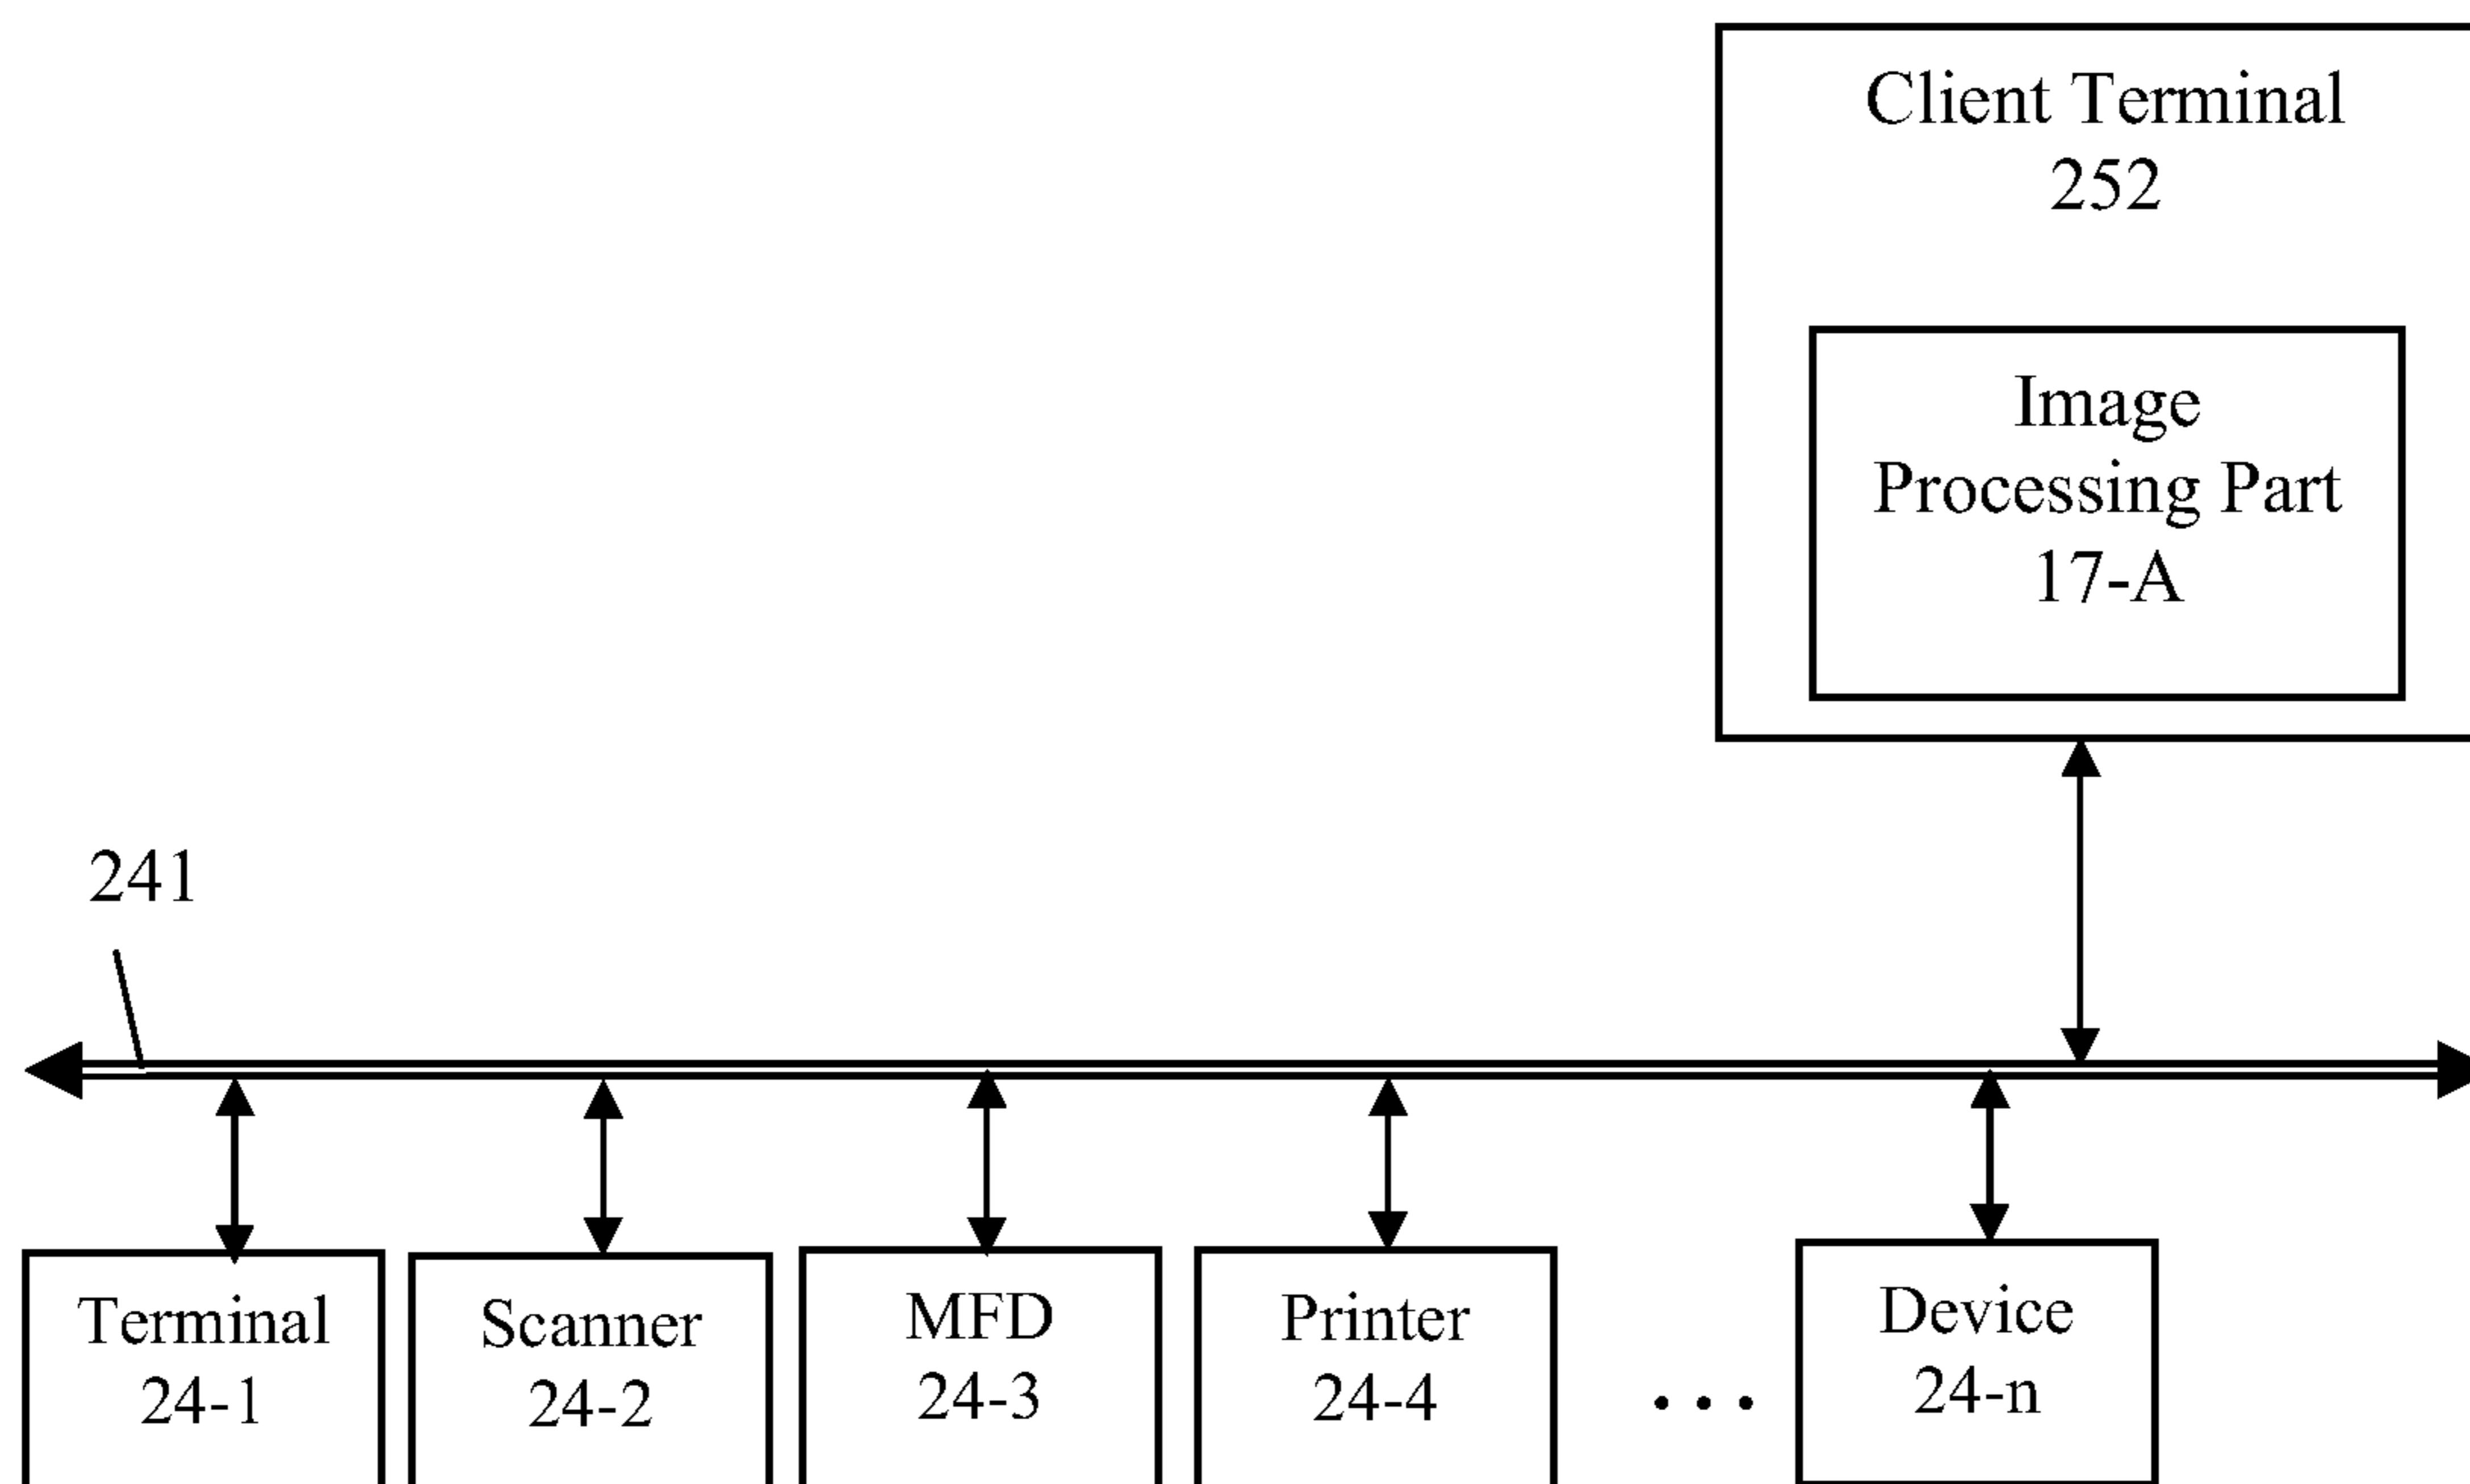 Client Terminal
252
Image
Processing Part
17-A
241
Terminal
24-1
Scanner
24-2
MFD
24-3
Printer
24-4
. . .
Device
24-n